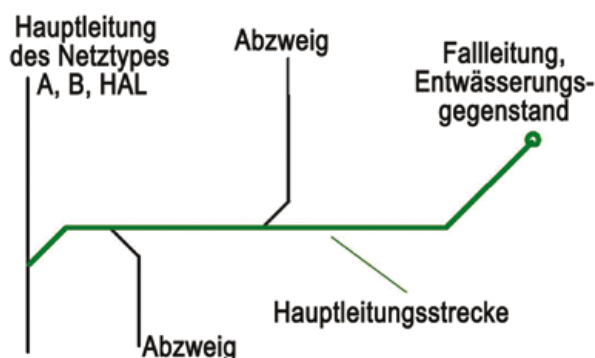 Hauptleitung
des Netztypes
A, B, HAL
Abzweig
Fallleitung,
Entwässerungs-
gegenstand
Hauptleitungsstrecke
Abzweig